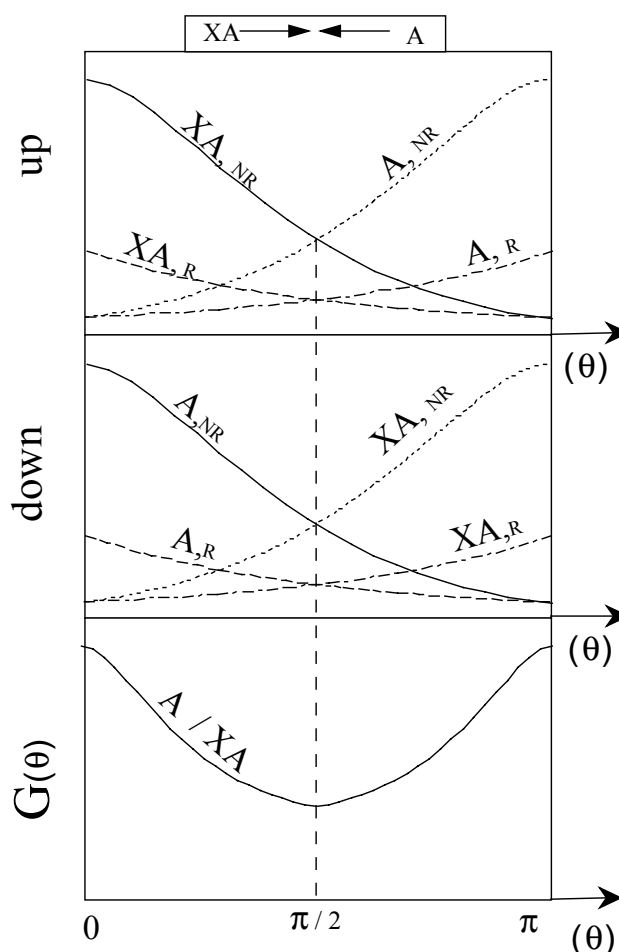 XA A
up
XA, NR
A, NR
XA, R
A, R
(θ)
down
A,NR
XA, NR
A,R
XA,R
(θ)
G(θ)
A / XA
0 π / 2 π
(θ)